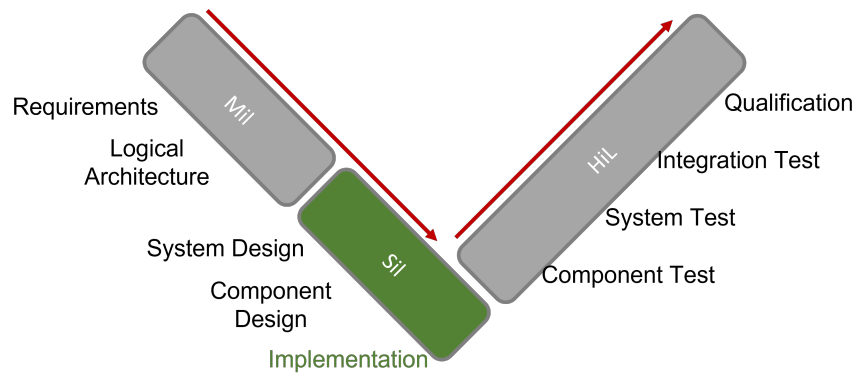 Requirements
Mil
Logical
Architecture
System Design
Sil
Component
Design
Implementation
HiL
Qualification
Integration Test
System Test
Component Test